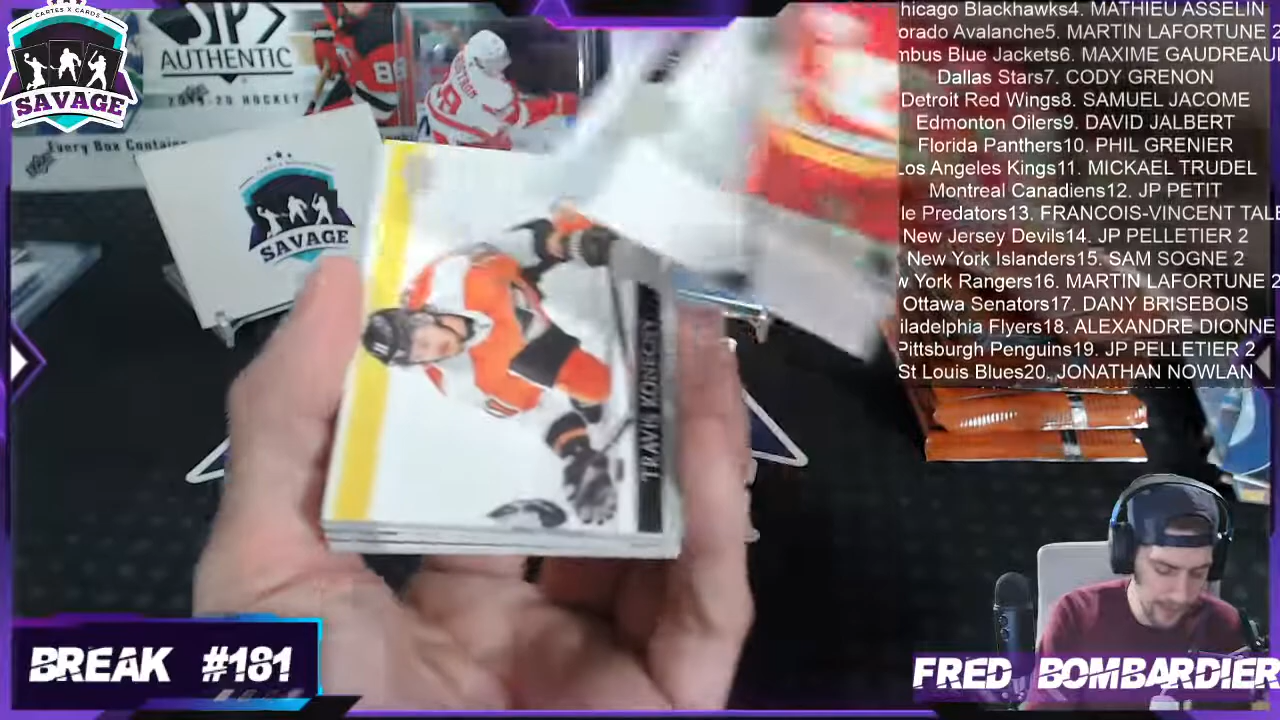 CARTES X CARDS
SAVAGE
SP
AUTHENTIC
2019-20 HOCKEY
Every Box Contains
SAVAGE
TRAVIS KONECNY
hicago Blackhawks4. MATHIEU ASSELIN
orado Avalanche5. MARTIN LAFORTUNE 2
mbus Blue Jackets6. MAXIME GAUDREAU
Dallas Stars7. CODY GRENON
Detroit Red Wings8. SAMUEL JACOME
Edmonton Oilers9. DAVID JALBERT
Florida Panthers10. PHIL GRENIER
Los Angeles Kings11. MICKAEL TRUDEL
Montreal Canadiens12. JP PETIT
le Predators13. FRANCOIS-VINCENT TALE
New Jersey Devils14. JP PELLETIER 2
New York Islanders15. SAM SOGNE 2
w York Rangers16. MARTIN LAFORTUNE 2
Ottawa Senators17. DANY BRISEBOIS
iladelphia Flyers18. ALEXANDRE DIONNE
Pittsburgh Penguins19. JP PELLETIER 2
St Louis Blues20. JONATHAN NOWLAN
BREAK #181
FRED BOMBARDIER